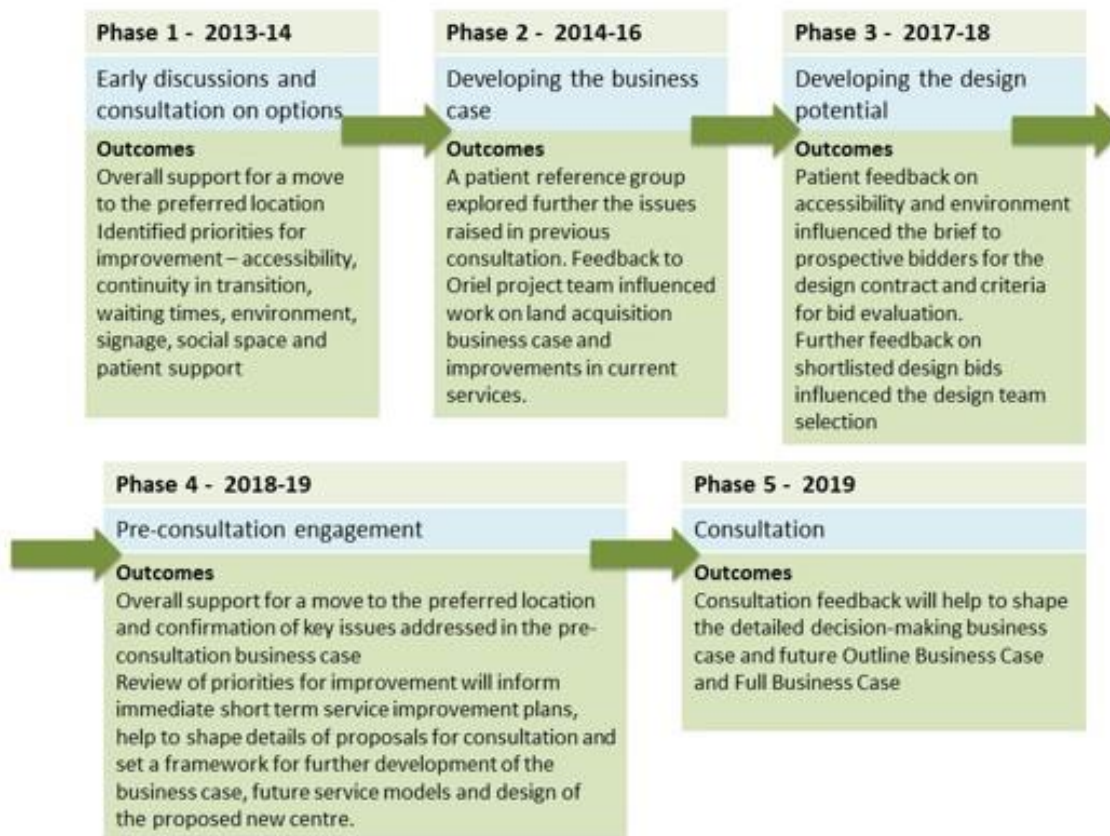 Phase 1 - 2013-14
Early discussions and
consultation on options
Outcomes
Overall support for a move
to the preferred location
Identified priorities for
improvement – accessibility,
continuity in transition,
waiting times, environment,
signage, social space and
patient support
Phase 2 - 2014-16
Developing the business
case
Outcomes
A patient reference group
explored further the issues
raised in previous
consultation. Feedback to
Oriel project team influenced
work on land acquisition
business case and
improvements in current
services.
Phase 3 - 2017-18
Developing the design
potential
Outcomes
Patient feedback on
accessibility and environment
influenced the brief to
prospective bidders for the
design contract and criteria
for bid evaluation.
Further feedback on
shortlisted design bids
influenced the design team
selection
Phase 4 - 2018-19
Pre-consultation engagement
Outcomes
Overall support for a move to the preferred location
and confirmation of key issues addressed in the pre-
consultation business case
Review of priorities for improvement will inform
immediate short term service improvement plans,
help to shape details of proposals for consultation and
set a framework for further development of the
business case, future service models and design of
the proposed new centre.
Phase 5 - 2019
Consultation
Outcomes
Consultation feedback will help to shape
the detailed decision-making business
case and future Outline Business Case
and Full Business Case